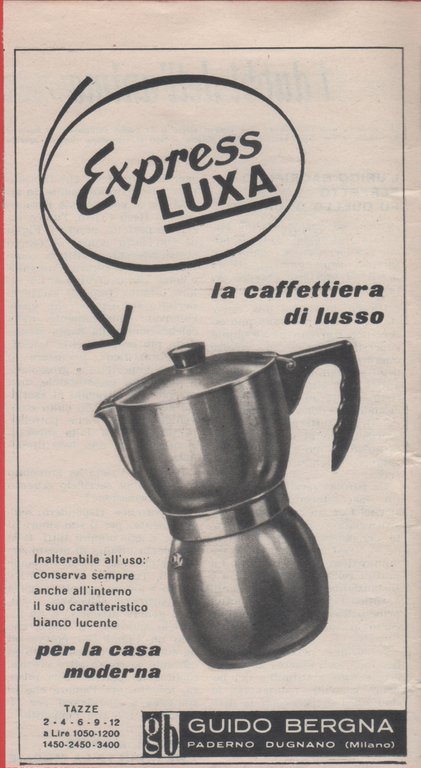 Express
LUXA
la caffettiera
di lusso
Inalterabile all'uso:
conserva sempre
anche all'interno
il suo caratteristico
bianco lucente
per la casa
moderna
TAZZE
2 - 4 - 6 - 9 - 12
a Lire 1050-1200
1450-2450-3400
gb GUIDO BERGNA
PADERNO DUGNANO (Milano)